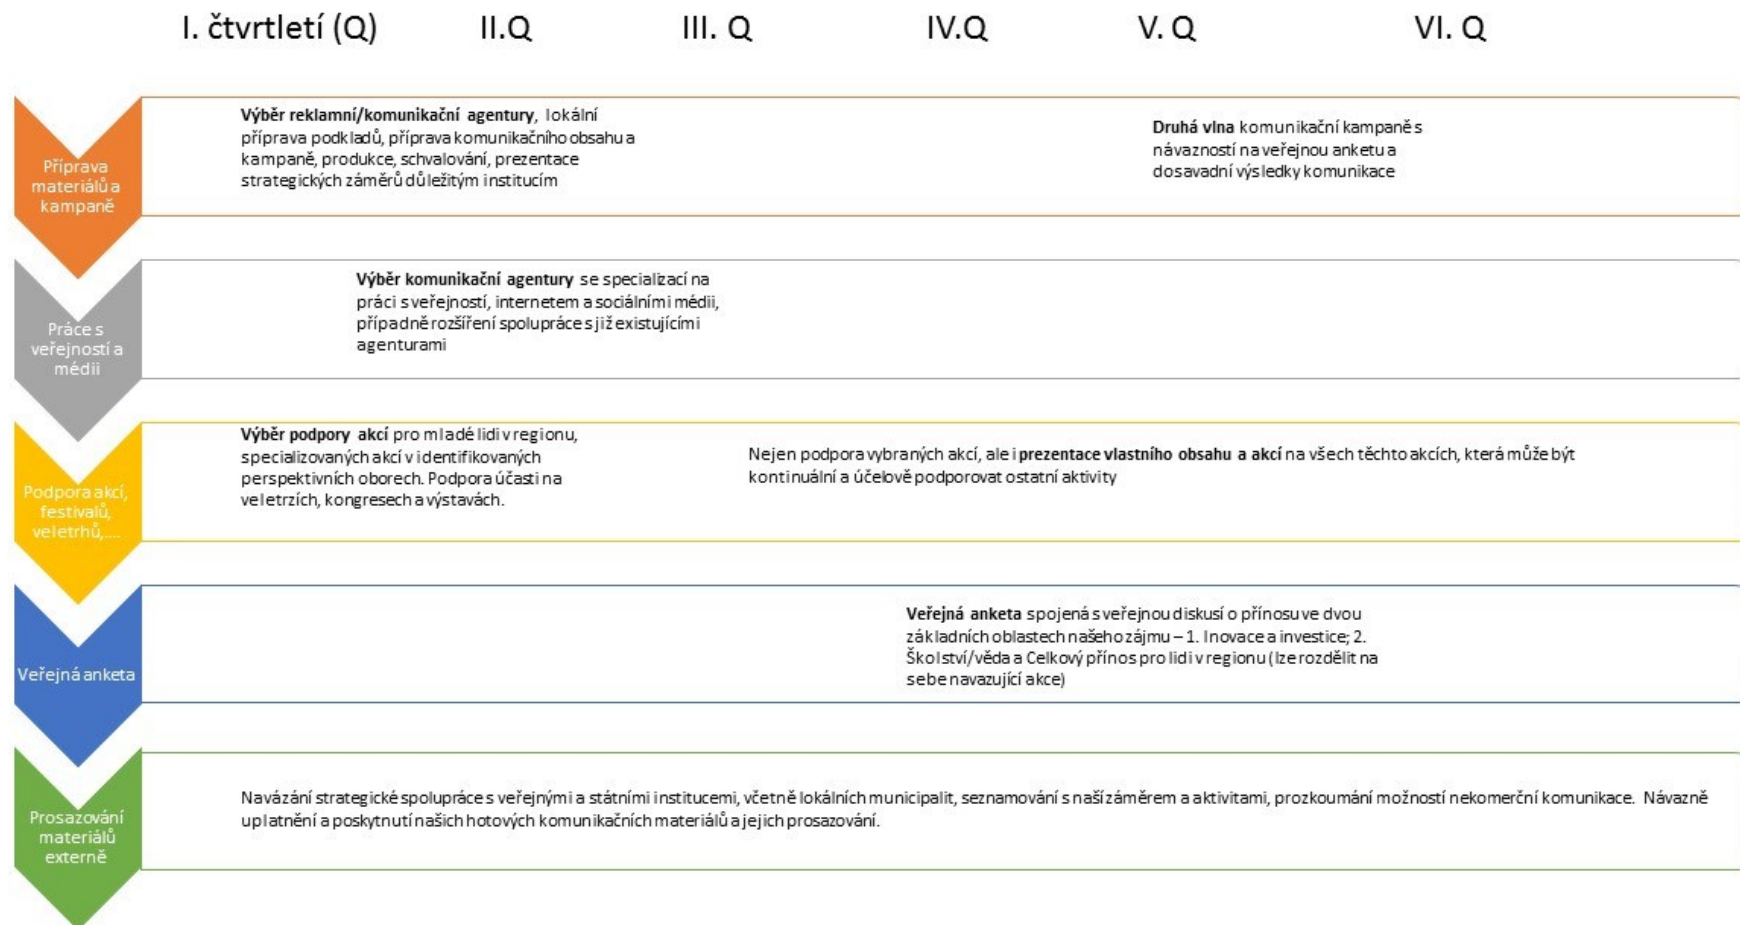 I. čtvrtletí (Q) II.Q III. Q IV.Q V. Q VI. Q
Příprava
materiálů a
kampaně
Výběr reklamní/komunikační agentury, lokální
příprava podkladů, příprava komunikačního obsahu a
kampaně, produkce, schvalování, prezentace
strategických záměrů důležitým institucím
Druhá vlna komunikační kampaně s
návazností na veřejnou anketu a
dosavadní výsledky komunikace
Práce s
veřejností a
médii
Výběr komunikační agentury se specializací na
práci s veřejností, internetem a sociálními médii,
případně rozšíření spolupráce s již existujícími
agenturami
Podpora akcí,
festivalů,
veletrhů,....
Výběr podpory akcí pro mladé lidi v regionu,
specializovaných akcí v identifikovaných
perspektivních oborech. Podpora účasti na
veletrzích, kongresech a výstavách.
Nejen podpora vybraných akcí, ale i prezentace vlastního obsahu a akcí na všech těchto akcích, která může být
kontinuální a účelově podporovat ostatní aktivity
Veřejná anketa
Veřejná anketa spojená s veřejnou diskusí o přínosu ve dvou
základních oblastech našeho zájmu – 1. Inovace a investice; 2.
Školství/věda a Celkový přínos pro lidi v regionu (lze rozdělit na
sebe navazující akce)
Prosazování
materiálů
externě
Navázání strategické spolupráce s veřejnými a státními institucemi, včetně lokálních municipalit, seznamování s naší záměrem a aktivitami, prozkoumání možností nekomerční komunikace. Návazně
uplatnění a poskytnutí našich hotových komunikačních materiálů a jejich prosazování.